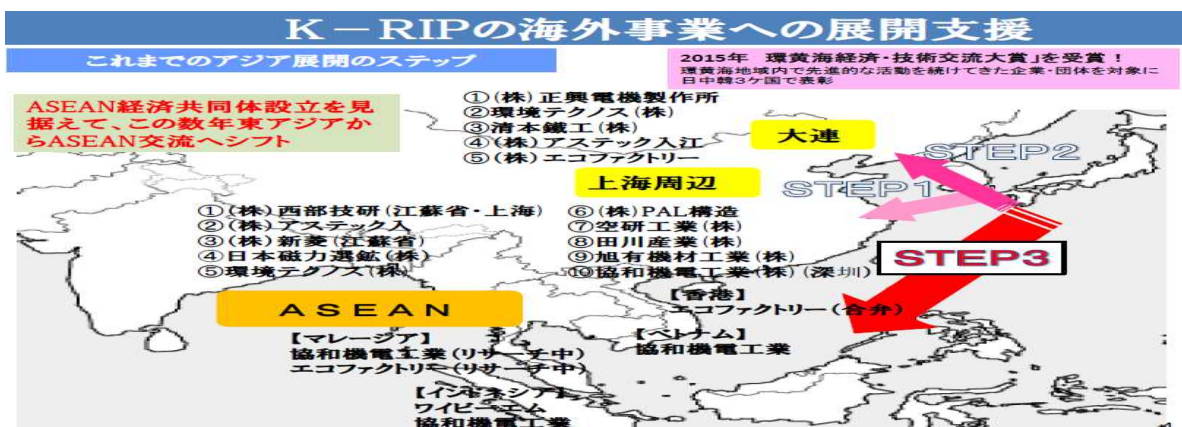 K－RIPの海外事業への展開支援
これまでのアジア展開のステップ
2015年 環黄海経済・技術交流大賞」を受賞！
環黄海地域内で先進的な活動を続けてきた企業・団体を対象に
日中韓3ケ国で表彰
ASEAN経済共同体設立を見
据えて、この数年東アジアか
らASEAN交流へシフト
①(株)正興電機製作所
②環境テクノス(株)
③清本鐵工(株)
④(株)アステック入江
⑤(株)エコファクトリー
大連
STEP2
上海周辺
STEP1
①(株)西部技研(江蘇省・上海)
②(株)アステック入
③(株)新菱(江蘇省)
④日本磁力選鉱(株)
⑤環境テクノス(株)
⑥(株)PAL構造
⑦空研工業(株)
⑧田川産業(株)
⑨旭有機材工業(株)
⑩協和機電工業(株)(深圳)
STEP3
【香港】
エコファクトリー(合弁)
ASEAN
【マレージア】
協和機電工業(リサーチ中)
エコファクトリー(リサーチ中)
【ベトナム】
協和機電工業
【インドネシア】
ワイビーエム
協和機電工業